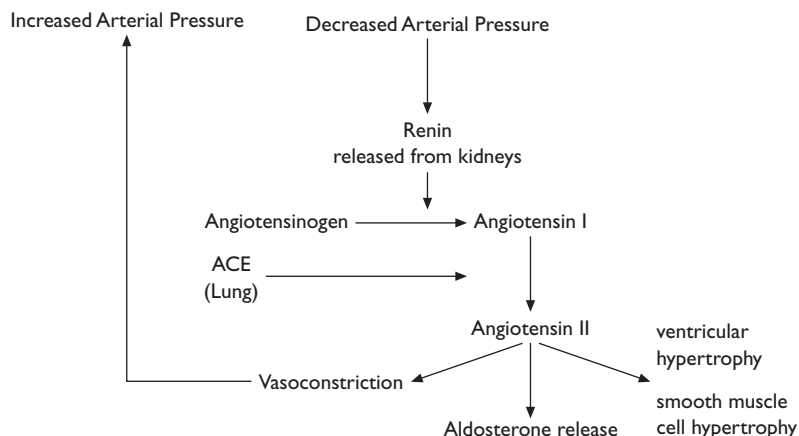 Increased Arterial Pressure
Decreased Arterial Pressure
Renin
released from kidneys
Angiotensinogen
Angiotensin I
ACE
(Lung)
Angiotensin II
ventricular
hypertrophy
Vasoconstriction
smooth muscle
cell hypertrophy
Aldosterone release